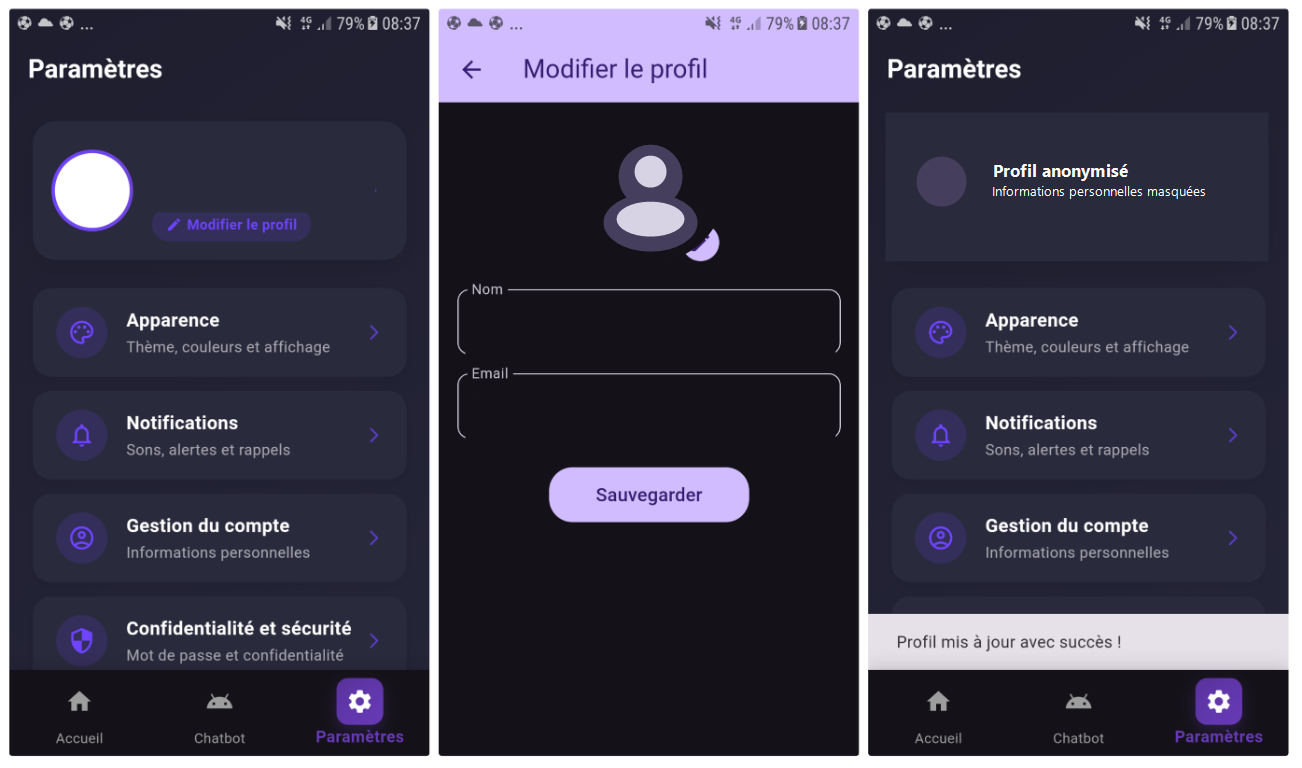 ... 4G 79% 08:37
Paramètres
Modifier le profil
Apparence
Thème, couleurs et affichage
Notifications
Sons, alertes et rappels
Gestion du compte
Informations personnelles
Confidentialité et sécurité
Mot de passe et confidentialité
Accueil
Chatbot
Paramètres
... 4G 79% 08:37
Modifier le profil
Nom
Email
Sauvegarder
... 4G 79% 08:37
Paramètres
Profil anonymisé
Informations personnelles masquées
Apparence
Thème, couleurs et affichage
Notifications
Sons, alertes et rappels
Gestion du compte
Informations personnelles
Profil mis à jour avec succès !
Accueil
Chatbot
Paramètres